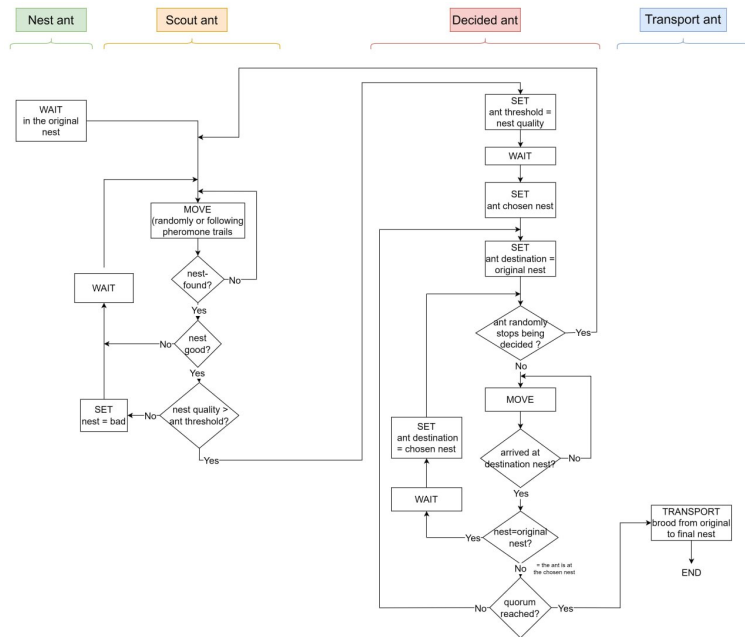 Nest ant
Scout ant
Decided ant
Transport ant
WAIT
in the original
nest
MOVE
(randomly or following
pheromone trails
nest-
found?
No
Yes
WAIT
nest
good?
No
Yes
nest quality >
ant threshold?
No
SET
nest = bad
Yes
SET
ant threshold =
nest quality
WAIT
SET
ant chosen nest
SET
ant destination =
original nest
ant randomly
stops being
decided ?
Yes
No
MOVE
arrived at
destination nest?
No
Yes
SET
ant destination
= chosen nest
WAIT
nest=original
nest?
Yes
No
= the ant is at
the chosen nest
quorum
reached?
No
Yes
TRANSPORT
brood from original
to final nest
END